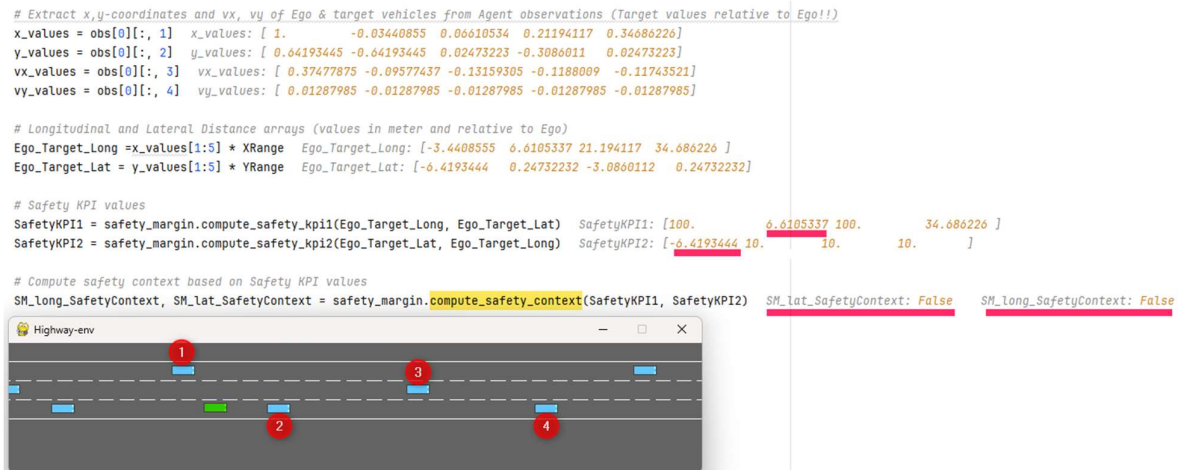 # Extract x,y-coordinates and vx, vy of Ego & target vehicles from Agent observations (Target values relative to Ego!!)
x_values = obs[0][:, 1]   x_values: [ 1.         -0.03440855  0.06610534  0.21194117  0.34686226]
y_values = obs[0][:, 2]   y_values: [ 0.64193445 -0.64193445  0.02473223 -0.3086011   0.02473223]
vx_values = obs[0][:, 3]   vx_values: [ 0.37477875 -0.09577437 -0.13159305 -0.1188009  -0.11743521]
vy_values = obs[0][:, 4]   vy_values: [ 0.01287985 -0.01287985 -0.01287985 -0.01287985 -0.01287985]
# Longitudinal and Lateral Distance arrays (values in meter and relative to Ego)
Ego_Target_Long =x_values[1:5] * XRange   Ego_Target_Long: [-3.4408555  6.6105337 21.194117  34.686226 ]
Ego_Target_Lat = y_values[1:5] * YRange   Ego_Target_Lat: [-6.4193444   0.24732232 -3.0860112   0.24732232]
# Safety KPI values
SafetyKPI1 = safety_margin.compute_safety_kpi1(Ego_Target_Long, Ego_Target_Lat)   SafetyKPI1: [100.         6.6105337 100.        34.686226 ]
SafetyKPI2 = safety_margin.compute_safety_kpi2(Ego_Target_Lat, Ego_Target_Long)   SafetyKPI2: [-6.4193444 10.        10.        10.       ]
# Compute safety context based on Safety KPI values
SM_long_SafetyContext, SM_lat_SafetyContext = safety_margin.compute_safety_context(SafetyKPI1, SafetyKPI2)   SM_lat_SafetyContext: False   SM_long_SafetyContext: False
Highway-env
1
3
2
4